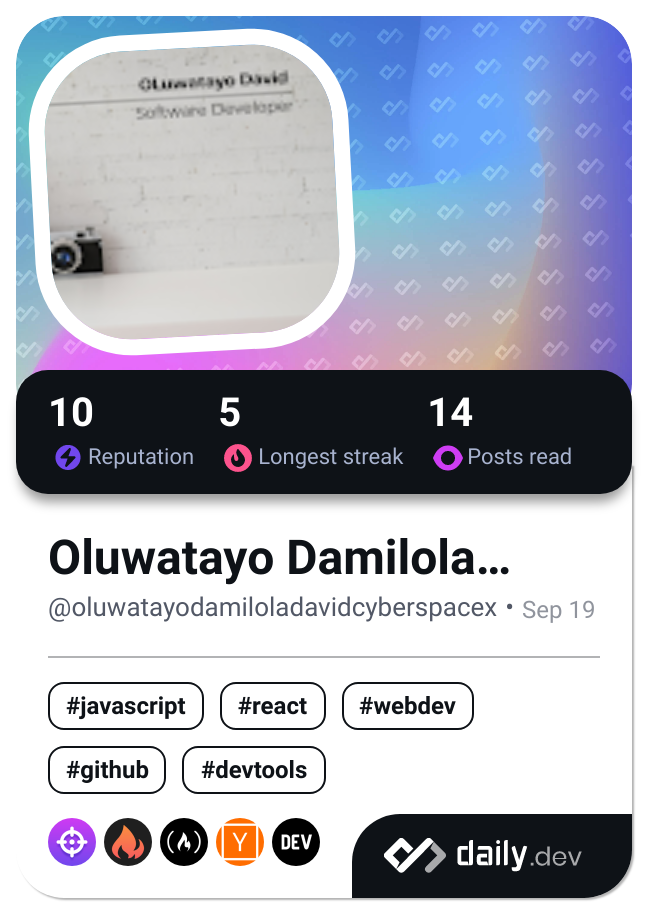 OLuwatayo David
Software Developer
10
5
14
Reputation
Longest streak
Posts read
Oluwatayo Damilola...
@oluwatayodamiloladavidcyberspacex • Sep 19
#javascript
#react
#webdev
#github
#devtools
Y
DEV
daily.dev